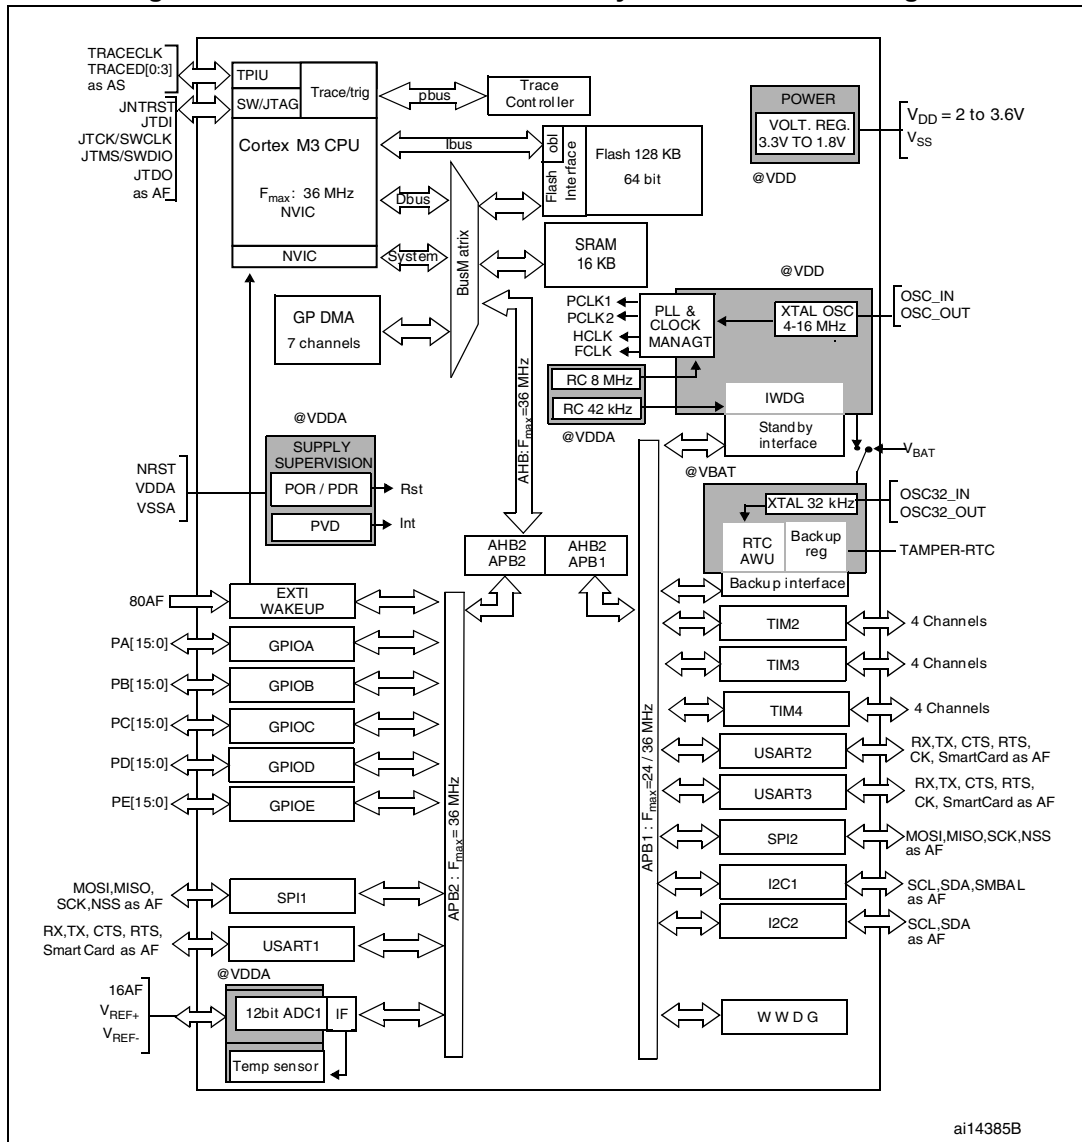 TRACECLK
TRACED[0:3]
as AS
TPIU
Trace/trig
SW/JTAG
pbus
Trace
Controller
POWER
VOLT. REG.
3.3V TO 1.8V
@VDD
VDD = 2 to 3.6V
VSS
JNTRST
JTDI
JTCK/SWCLK
JTMS/SWDIO
JTDO
as AF
Cortex M3 CPU
Fmax: 36 MHz
NVIC
NVIC
Ibus
Dbus
System
BusM atrix
Flash
obl
Interface
Flash 128 KB
64 bit
SRAM
16 KB
GP DMA
7 channels
PCLK1
PCLK2
HCLK
FCLK
PLL &
CLOCK
MANAGT
@VDD
XTAL OSC
4-16 MHz
OSC_IN
OSC_OUT
RC 8 MHz
RC 42 kHz
@VDDA
IWDG
Standby
interface
@VBAT
VBAT
AHB: Fmax=36 MHz
@VDDA
SUPPLY
SUPERVISION
POR / PDR
Rst
PVD
Int
NRST
VDDA
VSSA
XTAL 32 kHz
OSC32_IN
OSC32_OUT
RTC
AWU
Backup
reg
TAMPER-RTC
Backup interface
AHB2
APB2
AHB2
APB1
80AF
EXTI
WAKEUP
PA[15:0]
GPIOA
PB[15:0]
GPIOB
PC[15:0]
GPIOC
PD[15:0]
GPIOD
PE[15:0]
GPIOE
MOSI,MISO,
SCK,NSS as AF
SPI1
RX,TX, CTS, RTS,
Smart Card as AF
USART1
@VDDA
16AF
VREF+
VREF-
12bit ADC1
IF
Temp sensor
APB2 : Fmax= 36 MHz
APB1 : Fmax=24 / 36 MHz
TIM2
4 Channels
TIM3
4 Channels
TIM4
4 Channels
USART2
RX,TX, CTS, RTS,
CK, SmartCard as AF
USART3
RX,TX, CTS, RTS,
CK, SmartCard as AF
SPI2
MOSI,MISO,SCK,NSS
as AF
I2C1
SCL,SDA,SMBAL
as AF
I2C2
SCL,SDA
as AF
W W D G
ai14385B